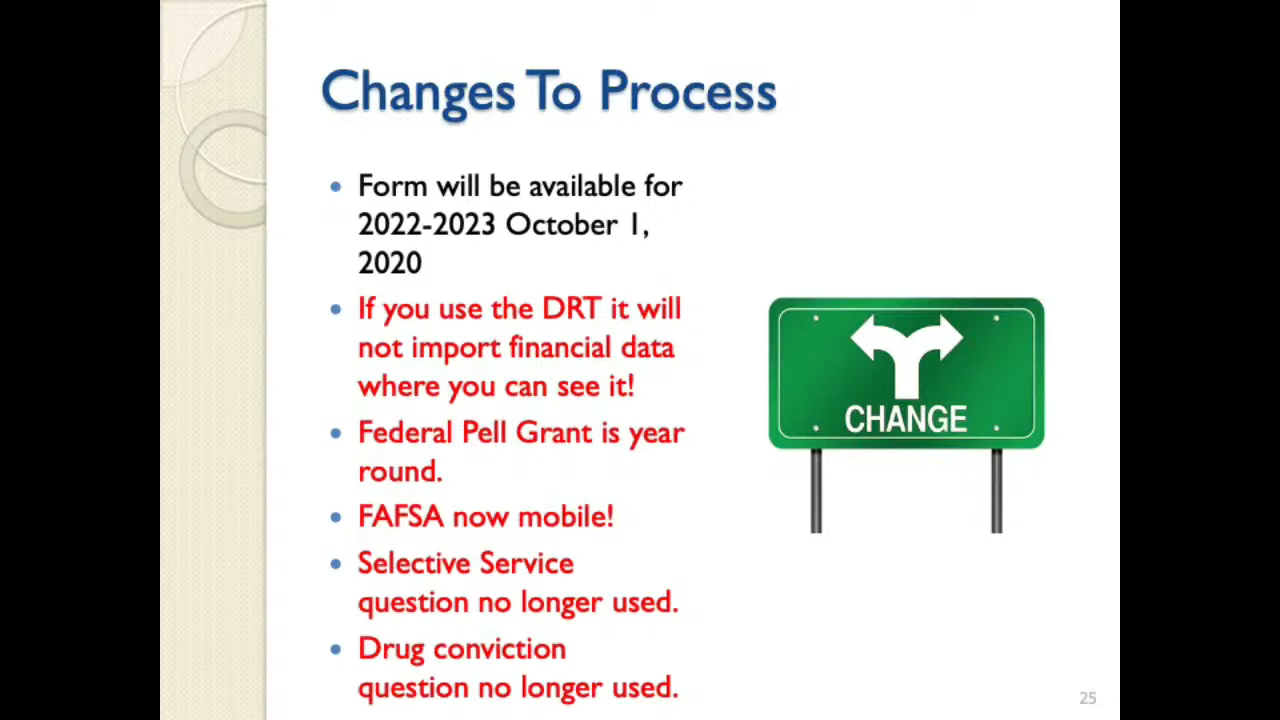 Changes To Process
Form will be available for
2022-2023 October 1,
2020
If you use the DRT it will
not import financial data
where you can see it!
Federal Pell Grant is year
round.
FAFSA now mobile!
Selective Service
question no longer used.
Drug conviction
question no longer used.
CHANGE
25